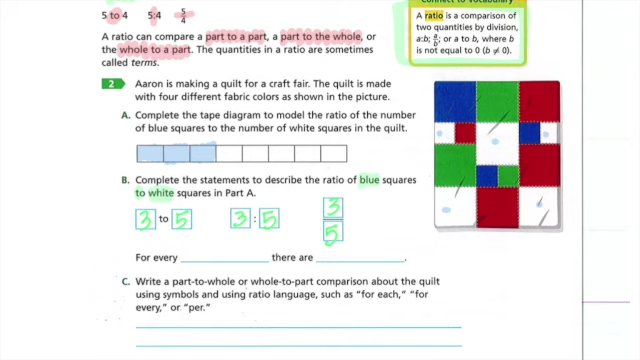 Connect to Vocabulary
5 to 4 5:4 5/4
A ratio is a comparison of
two quantities by division,
a:b; a/b; or a to b, where b
is not equal to 0 (b ≠ 0).
A ratio can compare a part to a part, a part to the whole, or
the whole to a part. The quantities in a ratio are sometimes
called terms.
2 Aaron is making a quilt for a craft fair. The quilt is made
with four different fabric colors as shown in the picture.
A. Complete the tape diagram to model the ratio of the number
of blue squares to the number of white squares in the quilt.
B. Complete the statements to describe the ratio of blue squares
to white squares in Part A.
3 to 5 3 : 5 3/5
For every ________ there are ________.
C. Write a part-to-whole or whole-to-part comparison about the quilt
using symbols and using ratio language, such as “for each,” “for
every,” or “per.”